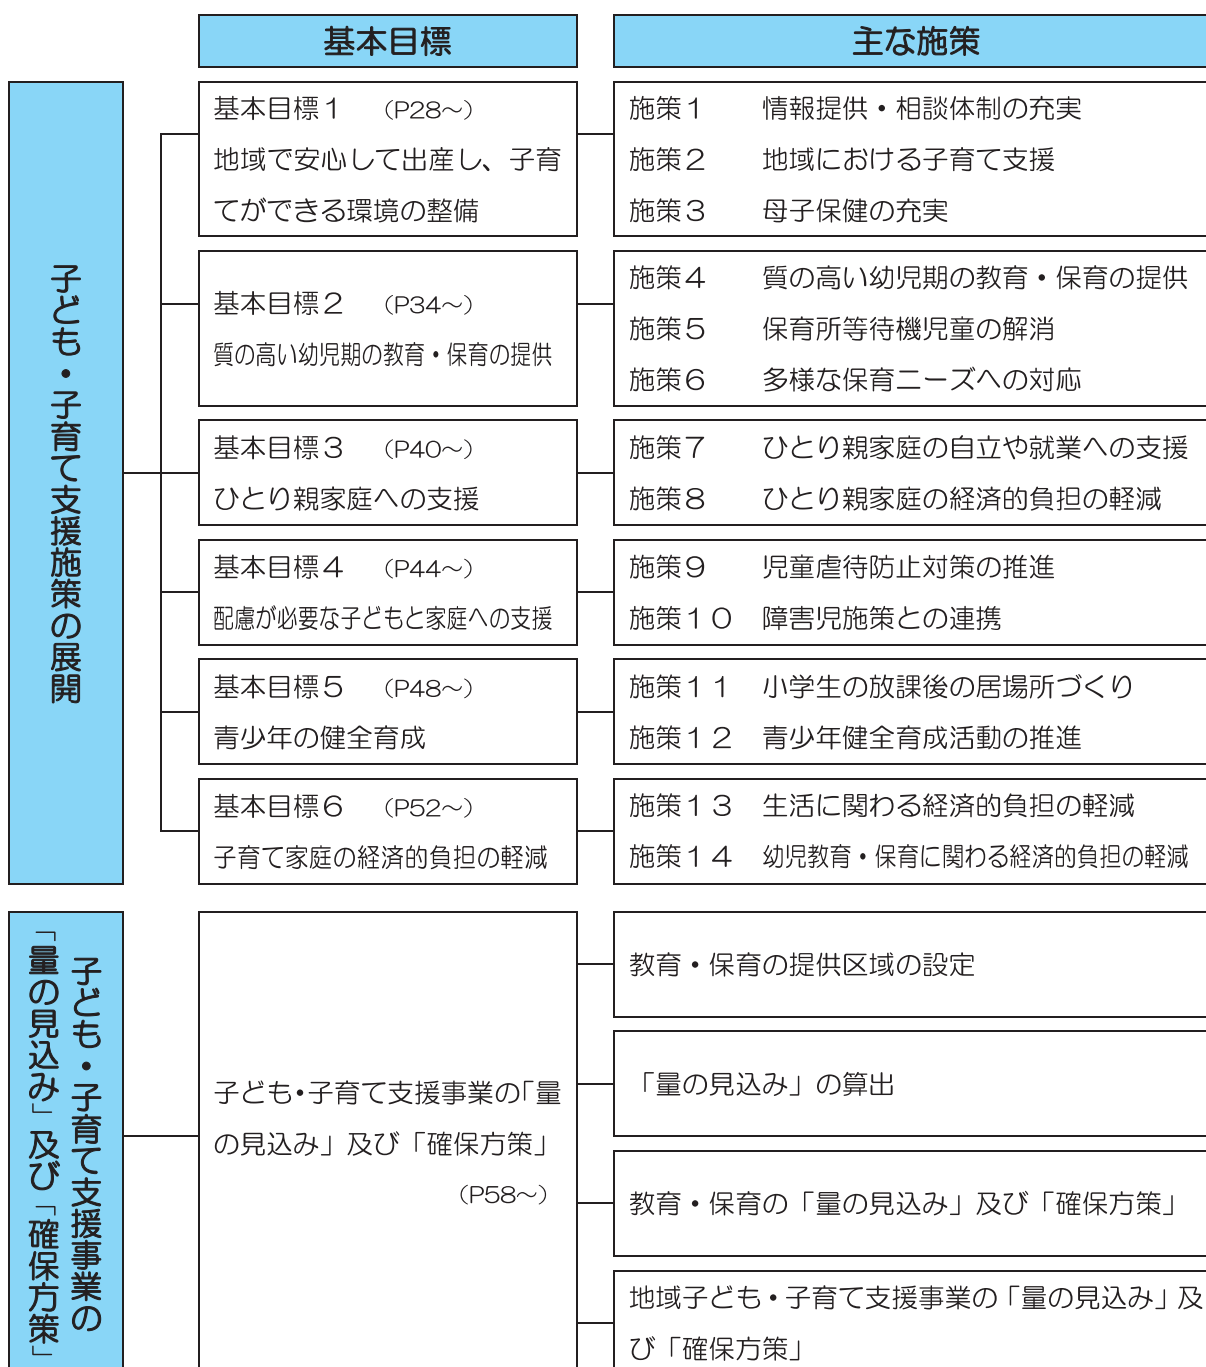 基本目標
主な施策
子ども・子育て支援施策の展開
基本目標1 (P28～)
地域で安心して出産し、子育
てができる環境の整備
施策1 情報提供・相談体制の充実
施策2 地域における子育て支援
施策3 母子保健の充実
基本目標2 (P34～)
質の高い幼児期の教育・保育の提供
施策4 質の高い幼児期の教育・保育の提供
施策5 保育所等待機児童の解消
施策6 多様な保育ニーズへの対応
基本目標3 (P40～)
ひとり親家庭への支援
施策7 ひとり親家庭の自立や就業への支援
施策8 ひとり親家庭の経済的負担の軽減
基本目標4 (P44～)
配慮が必要な子どもと家庭への支援
施策9 児童虐待防止対策の推進
施策10 障害児施策との連携
基本目標5 (P48～)
青少年の健全育成
施策11 小学生の放課後の居場所づくり
施策12 青少年健全育成活動の推進
基本目標6 (P52～)
子育て家庭の経済的負担の軽減
施策13 生活に関わる経済的負担の軽減
施策14 幼児教育・保育に関わる経済的負担の軽減
子ども・子育て支援事業の
「量の見込み」及び「確保方策」
子ども・子育て支援事業の「量
の見込み」及び「確保方策」
(P58～)
教育・保育の提供区域の設定
「量の見込み」の算出
教育・保育の「量の見込み」及び「確保方策」
地域子ども・子育て支援事業の「量の見込み」及
び「確保方策」